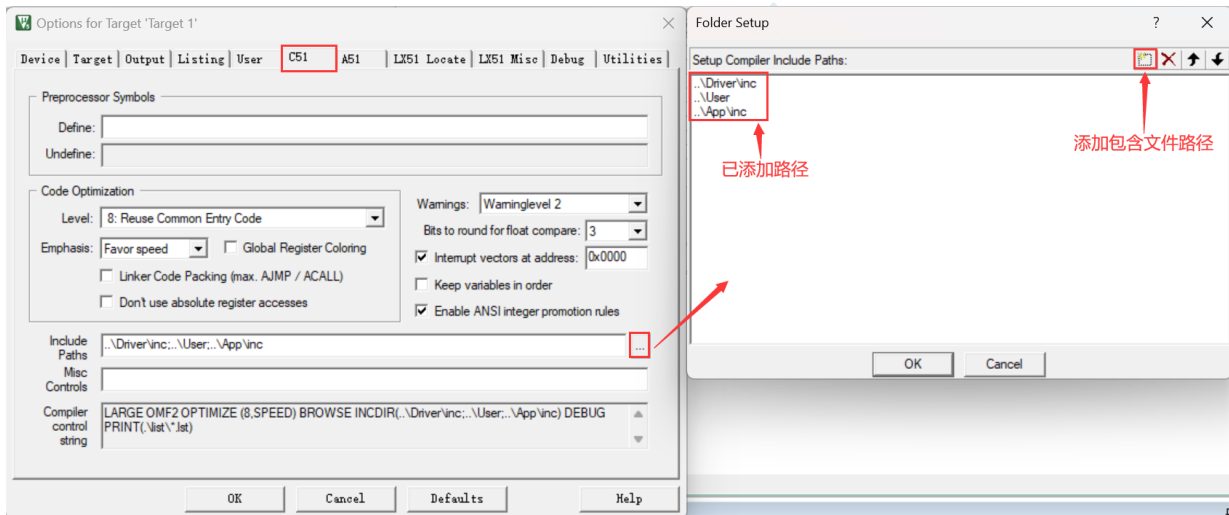 Options for Target 'Target 1'
Device Target Output Listing User C51 A51 LX51 Locate LX51 Misc Debug Utilities
Preprocessor Symbols
Define:
Undefine:
Code Optimization
Level: 8: Reuse Common Entry Code
Emphasis: Favor speed Global Register Coloring
Linker Code Packing (max. AJMP / ACALL)
Don't use absolute register accesses
Warnings: Warninglevel 2
Bits to round for float compare: 3
Interrupt vectors at address: 0x0000
Keep variables in order
Enable ANSI integer promotion rules
Include
Paths
..\Driver\inc;..\User;..\App\inc
...
Misc
Controls
Compiler
control
string
LARGE OMF2 OPTIMIZE (8,SPEED) BROWSE INCDIR(..\Driver\inc;..\User;..\App\inc) DEBUG
PRINT(.\list\*.lst)
OK Cancel Defaults Help
Folder Setup
Setup Compiler Include Paths:
..\Driver\inc
..\User
..\App\inc
已添加路径
添加包含文件路径
OK Cancel